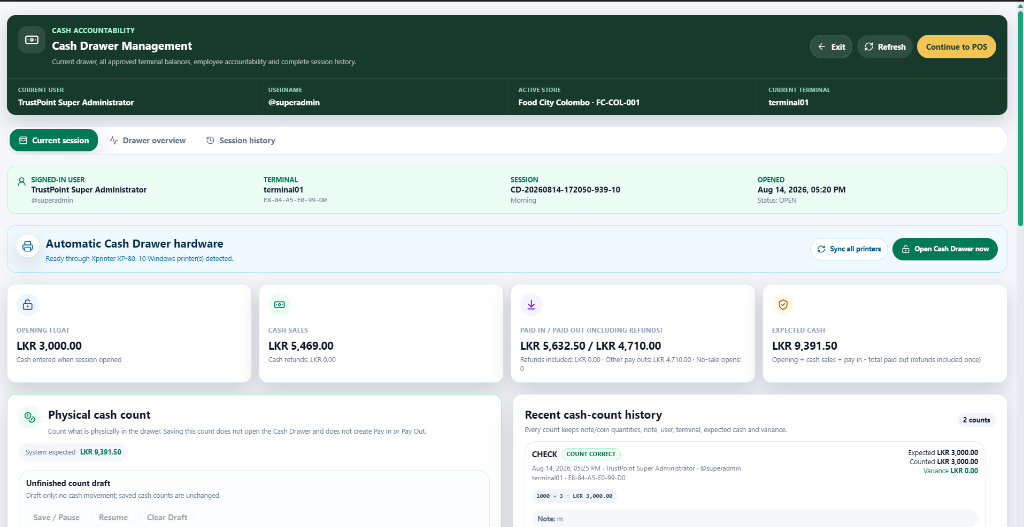 CASH ACCOUNTABILITY
Cash Drawer Management
Current drawer, all approved terminal balances, employee accountability and complete session history.
Exit
Refresh
Continue to POS
CURRENT USER
TrustPoint Super Administrator
USERNAME
@superadmin
ACTIVE STORE
Food City Colombo · FC-COL-001
CURRENT TERMINAL
terminal01
Current session
Drawer overview
Session history
SIGNED-IN USER
TrustPoint Super Administrator
@superadmin
TERMINAL
terminal01
E8-84-A5-E0-99-D0
SESSION
CD-20260814-172050-939-10
Morning
OPENED
Aug 14, 2026, 05:20 PM
Status: OPEN
Automatic Cash Drawer hardware
Ready through Xprinter XP-80. 10 Windows printer(s) detected.
Sync all printers
Open Cash Drawer now
OPENING FLOAT
LKR 3,000.00
Cash entered when session opened
CASH SALES
LKR 5,469.00
Cash refunds: LKR 0.00
PAID IN / PAID OUT (INCLUDING REFUNDS)
LKR 5,632.50 / LKR 4,710.00
Refunds included: LKR 0.00 · Other pay outs: LKR 4,710.00 · No-sale opens:
0
EXPECTED CASH
LKR 9,391.50
Opening + cash sales + pay in - total paid out (refunds included once)
Physical cash count
Count what is physically in the drawer. Saving this count does not open the Cash Drawer and does not create Pay In or Pay Out.
System expected LKR 9,391.50
Unfinished count draft
Draft only: no cash movement; saved cash counts are unchanged.
Save / Pause
Resume
Clear Draft
Recent cash-count history
Every count keeps note/coin quantities, note, user, terminal, expected cash and variance.
2 counts
CHECK COUNT CORRECT
Aug 14, 2026, 05:25 PM · TrustPoint Super Administrator · @superadmin
terminal01 · E8-84-A5-E0-99-D0
Expected LKR 3,000.00
Counted LKR 3,000.00
Variance LKR 0.00
1000 × 3 : LKR 3,000.00
Note: m